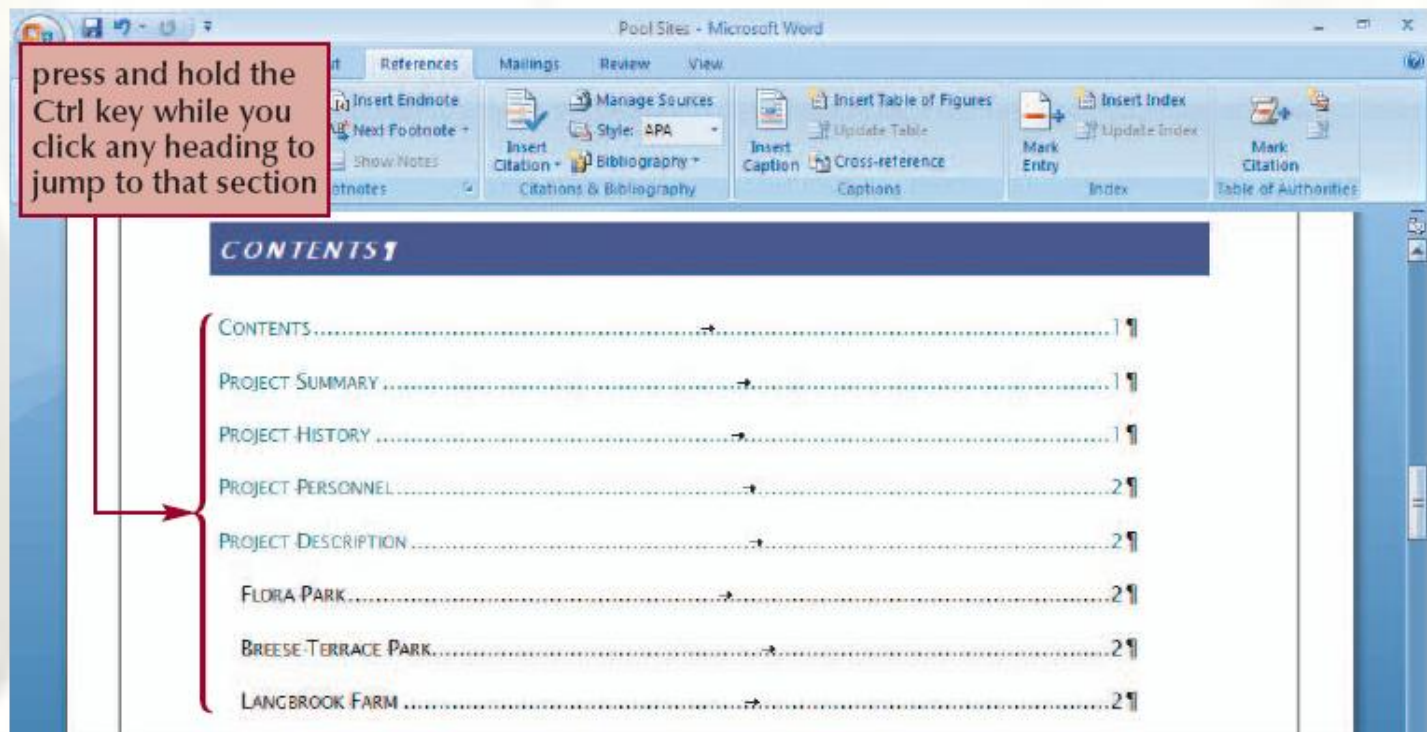 Pool Sites - Microsoft Word
press and hold the
Ctrl key while you
click any heading to
jump to that section
References Mailings Review View
Insert Endnote
Next Footnote
Show Notes
Insert
Citation
Manage Sources
Style: APA
Bibliography
Citations & Bibliography
Insert
Caption
Insert Table of Figures
Update Table
Cross-reference
Captions
Mark
Entry
Insert Index
Update Index
Index
Mark
Citation
Table of Authorities
CONTENTS¶
CONTENTS 1¶
PROJECT SUMMARY 1¶
PROJECT HISTORY 1¶
PROJECT PERSONNEL 2¶
PROJECT DESCRIPTION 2¶
FLORA PARK 2¶
BREESE TERRACE PARK 2¶
LANGBROOK FARM 2¶